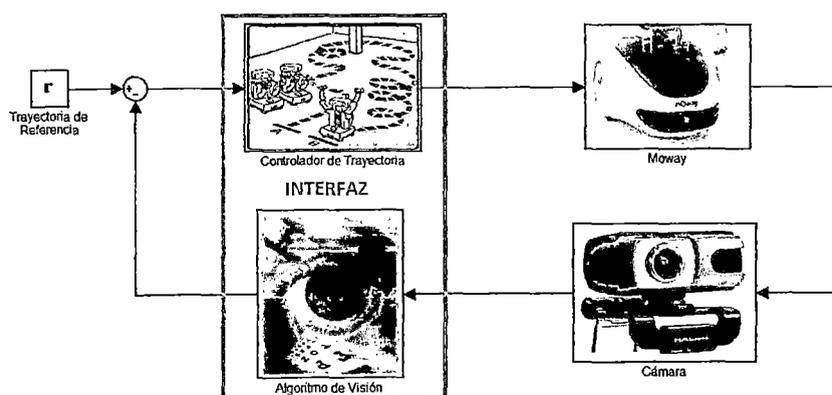 r
+
Trayectoria de
Referencia
Controlador de Trayectoria
Moway
INTERFAZ
Algoritmo de Visión
Cámara